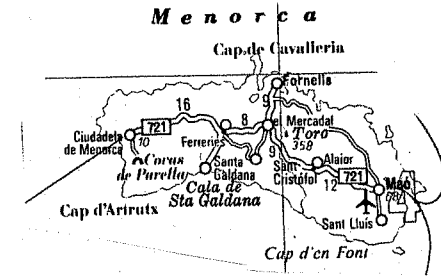 Menorca
Cap de Cavalleria
Fornells
16
9
721
8
el Mercadal
Ciudadela
de Menorca
10
Ferreries
Toro
358
Covas
de Parella
Santa
Galdana
9
Sant
Cristófol
Alaior
721
Maó
Cala de
Sta Galdana
12
Cap d'Artrutx
Sant Lluís
Cap d'en Font